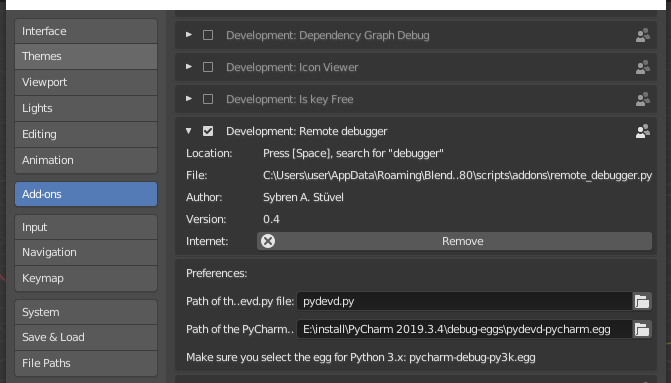 Interface
Themes
Viewport
Lights
Editing
Animation
Add-ons
Input
Navigation
Keymap
System
Save & Load
File Paths
Development: Dependency Graph Debug
Development: Icon Viewer
Development: Is key Free
Development: Remote debugger
Location: Press [Space], search for "debugger"
File: C:\Users\user\AppData\Roaming\Blend..80\scripts\addons\remote_debugger.py
Author: Sybren A. Stüvel
Version: 0.4
Internet: Remove
Preferences:
Path of th..evd.py file: pydevd.py
Path of the PyCharm.. E:\install\PyCharm 2019.3.4\debug-eggs\pydevd-pycharm.egg
Make sure you select the egg for Python 3.x: pycharm-debug-py3k.egg